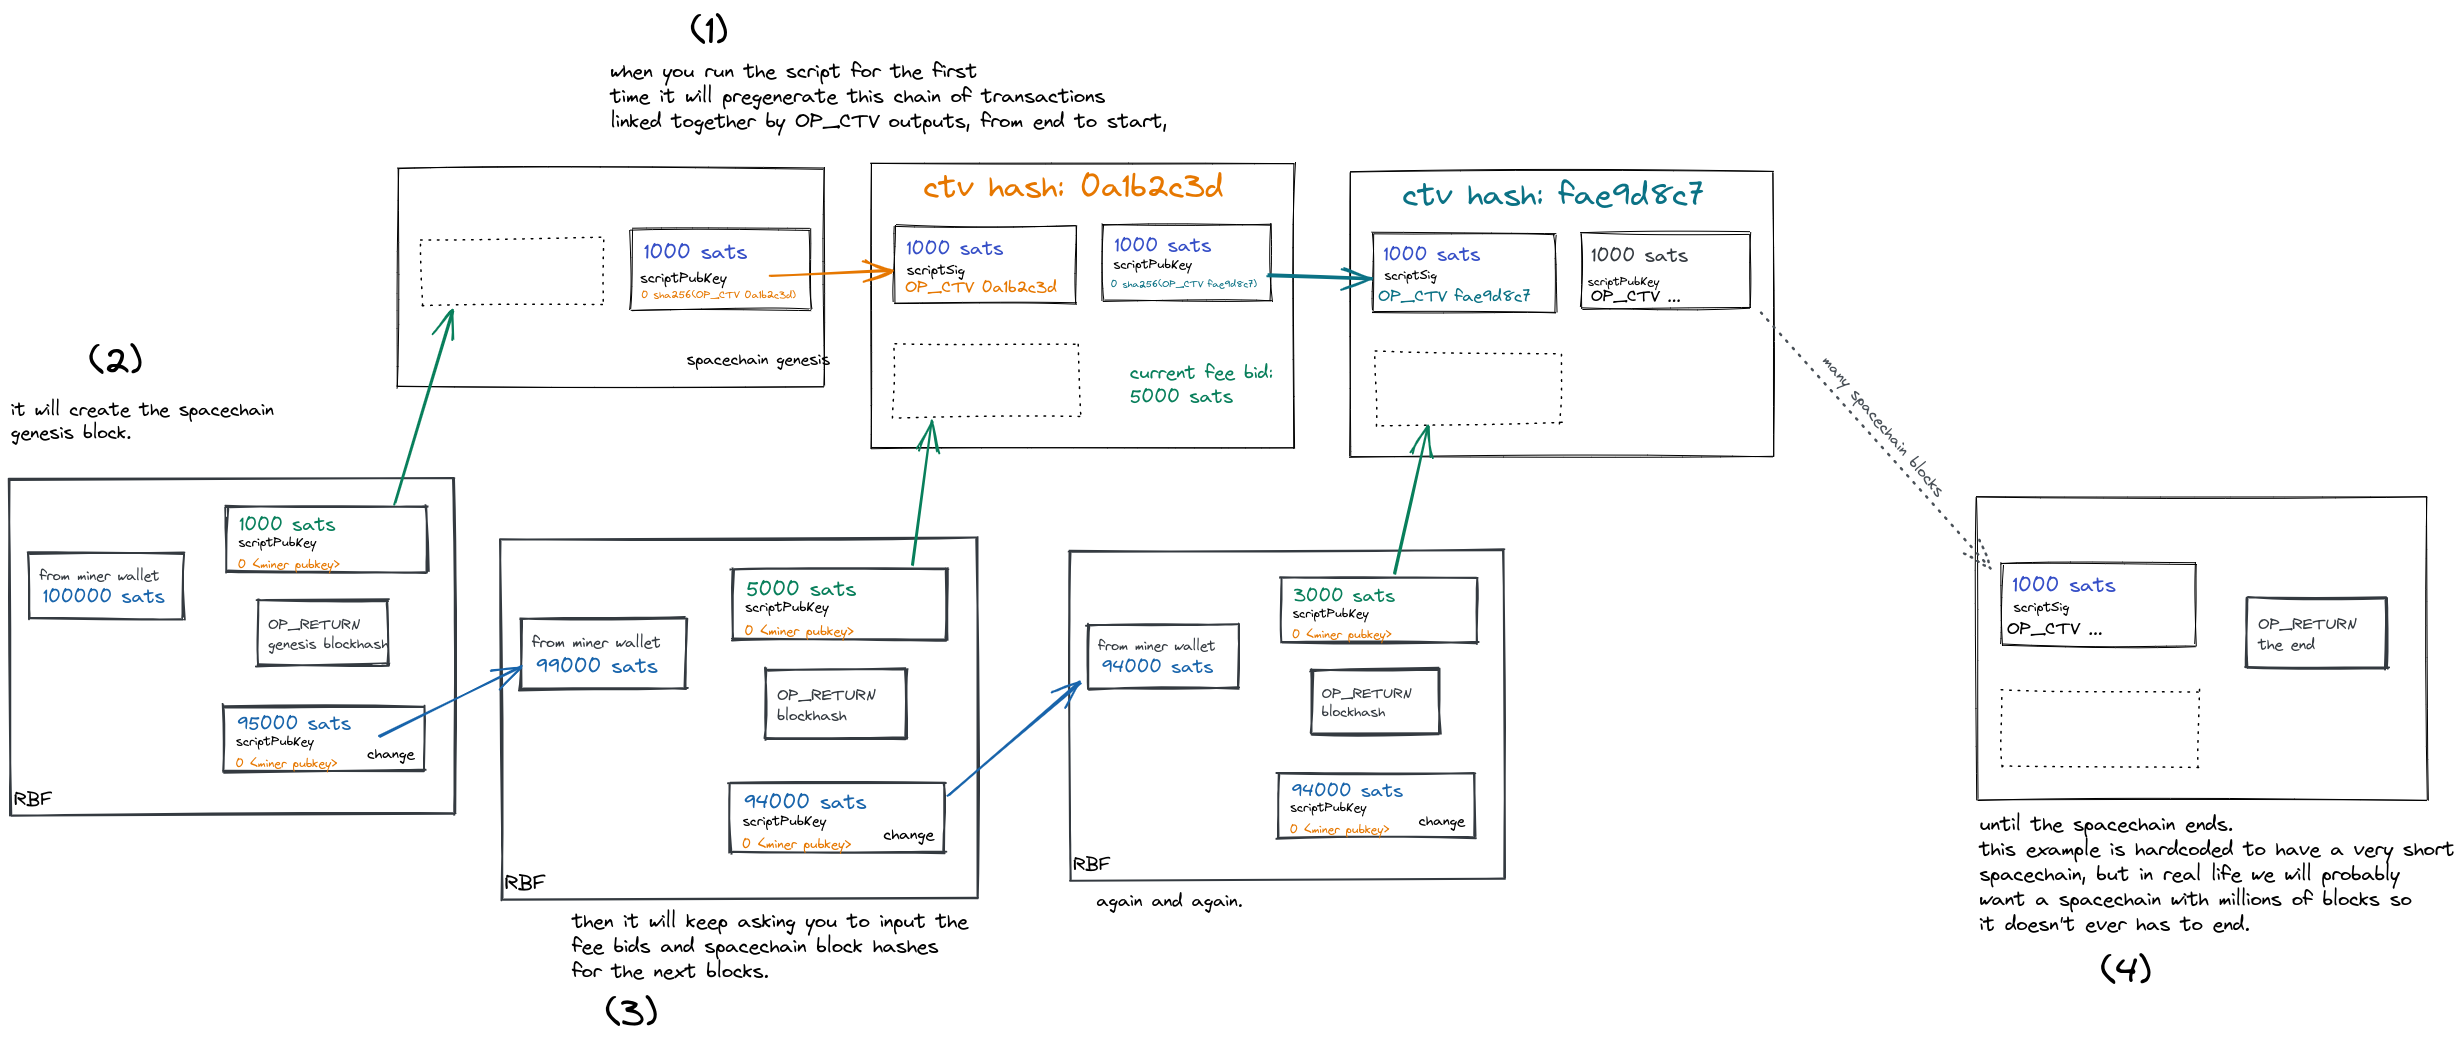 (1)
when you run the script for the first
time it will pregenerate this chain of transactions
linked together by OP_CTV outputs, from end to start,
1000 sats
scriptPubKey
0 sha256(OP_CTV 0a1b2c3d)
spacechain genesis
ctv hash: 0a1b2c3d
1000 sats
scriptSig
OP_CTV 0a1b2c3d
1000 sats
scriptPubKey
0 sha256(OP_CTV fae9d8c7)
current fee bid:
5000 sats
ctv hash: fae9d8c7
1000 sats
scriptSig
OP_CTV fae9d8c7
1000 sats
scriptPubKey
OP_CTV ...
many spacechain blocks
(2)
it will create the spacechain
genesis block.
from miner wallet
100000 sats
1000 sats
scriptPubKey
0 <miner pubkey>
OP_RETURN
genesis blockhash
95000 sats
scriptPubKey
0 <miner pubkey>
change
RBF
from miner wallet
99000 sats
5000 sats
scriptPubKey
0 <miner pubkey>
OP_RETURN
blockhash
94000 sats
scriptPubKey
0 <miner pubkey>
change
RBF
then it will keep asking you to input the
fee bids and spacechain block hashes
for the next blocks.
(3)
from miner wallet
94000 sats
3000 sats
scriptPubKey
0 <miner pubkey>
OP_RETURN
blockhash
94000 sats
scriptPubKey
0 <miner pubkey>
change
RBF
again and again.
1000 sats
scriptSig
OP_CTV ...
OP_RETURN
the end
until the spacechain ends.
this example is hardcoded to have a very short
spacechain, but in real life we will probably
want a spacechain with millions of blocks so
it doesn't ever has to end.
(4)